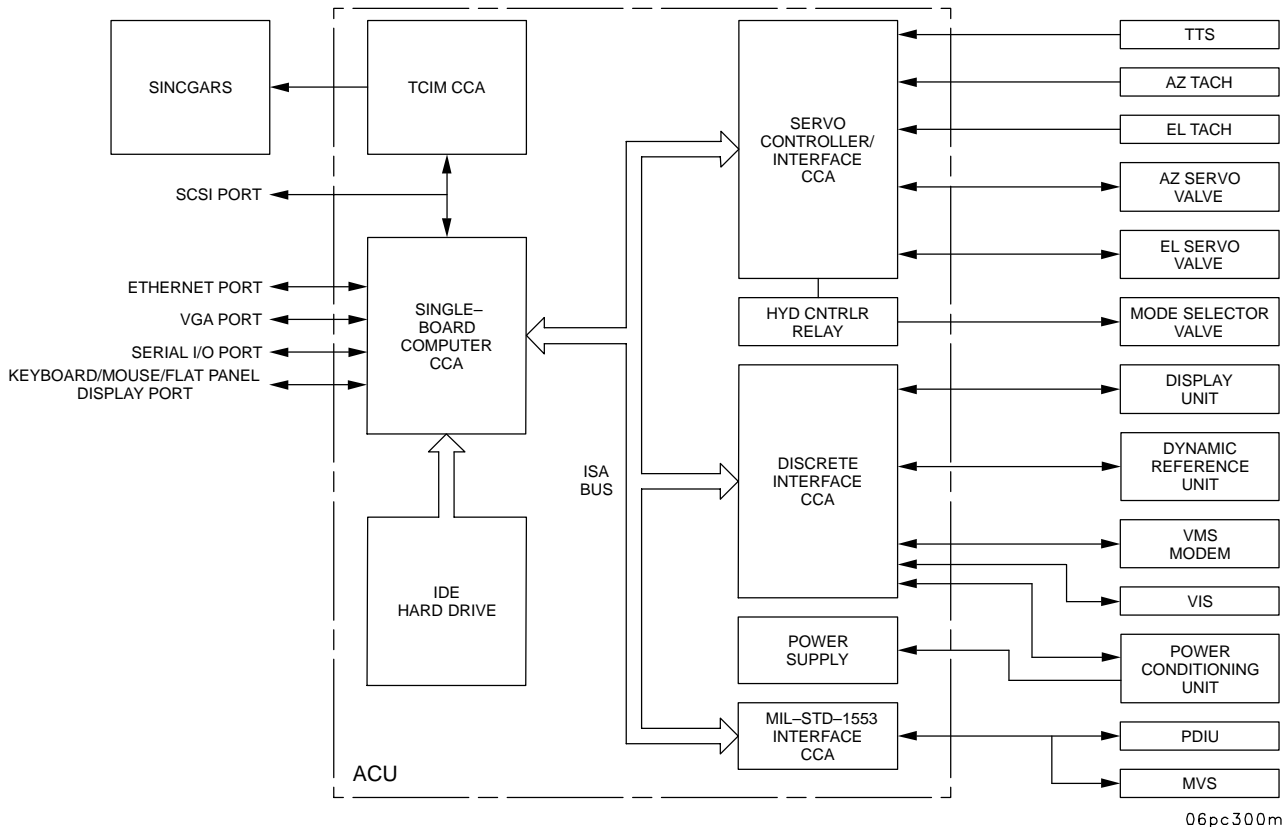 SINCGARS
TCIM CCA
SCSI PORT
ETHERNET PORT
VGA PORT
SERIAL I/O PORT
KEYBOARD/MOUSE/FLAT PANEL
DISPLAY PORT
SINGLE–
BOARD
COMPUTER
CCA
IDE
HARD DRIVE
ACU
ISA
BUS
SERVO
CONTROLLER/
INTERFACE
CCA
HYD CNTRLR
RELAY
DISCRETE
INTERFACE
CCA
POWER
SUPPLY
MIL–STD–1553
INTERFACE
CCA
TTS
AZ TACH
EL TACH
AZ SERVO
VALVE
EL SERVO
VALVE
MODE SELECTOR
VALVE
DISPLAY
UNIT
DYNAMIC
REFERENCE
UNIT
VMS
MODEM
VIS
POWER
CONDITIONING
UNIT
PDIU
MVS
06pc300m